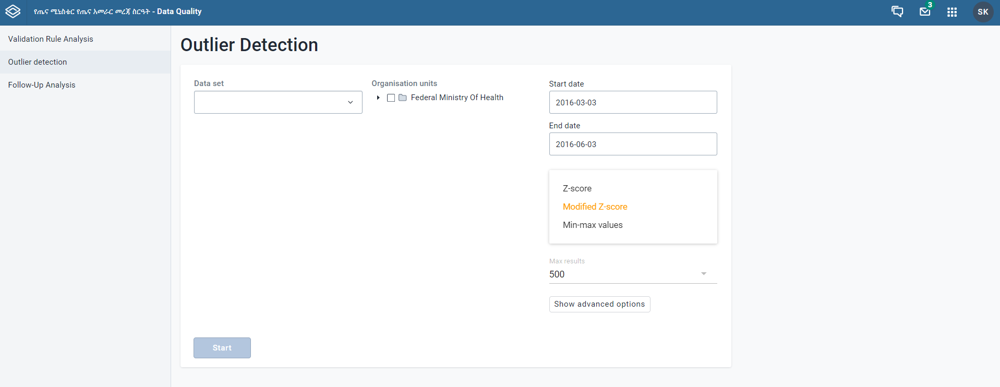 የጤና ሚኒስቴር የጤና አመራር መረጃ ስርዓት - Data Quality
3
SK
Validation Rule Analysis
Outlier detection
Follow-Up Analysis
Outlier Detection
Data set
Organisation units
Federal Ministry Of Health
Start date
2016-03-03
End date
2016-06-03
Z-score
Modified Z-score
Min-max values
Max results
500
Show advanced options
Start